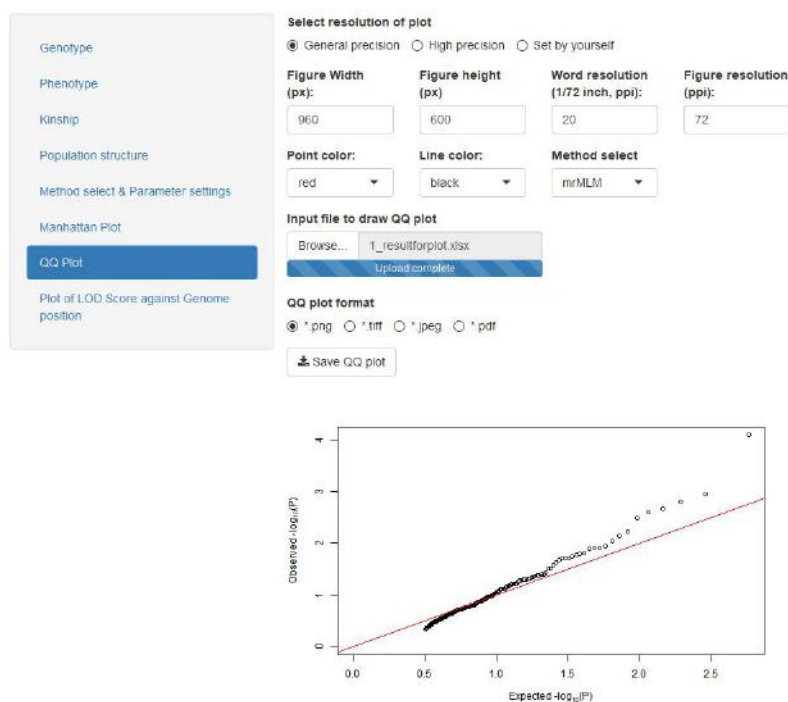 Genotype
Phenotype
Kinship
Population structure
Method select & Parameter settings
Manhattan Plot
QQ Plot
Plot of LOD Score against Genome
position
Select resolution of plot
General precision High precision Set by yourself
Figure Width
(px):
Figure height
(px)
Word resolution
(1/72 inch, ppi):
Figure resolution
(ppi):
960 600 20 72
Point color: Line color: Method select
red black mrMLM
Input file to draw QQ plot
Browse... 1_resultforplot.xlsx
Upload complete
QQ plot format
*.png *.tiff *.jpeg *.pdf
Save QQ plot
Observed -log₁₀(P)
4
3
2
1
0
0.0 0.5 1.0 1.5 2.0 2.5
Expected -log₁₀(P)